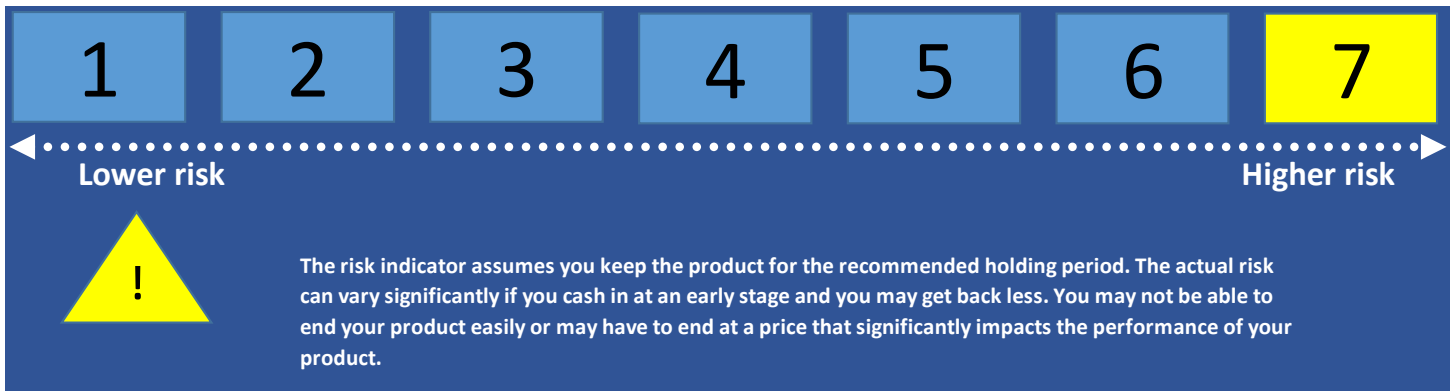 1 2 3 4 5 6 7
Lower risk Higher risk
!
The risk indicator assumes you keep the product for the recommended holding period. The actual risk
can vary significantly if you cash in at an early stage and you may get back less. You may not be able to
end your product easily or may have to end at a price that significantly impacts the performance of your
product.